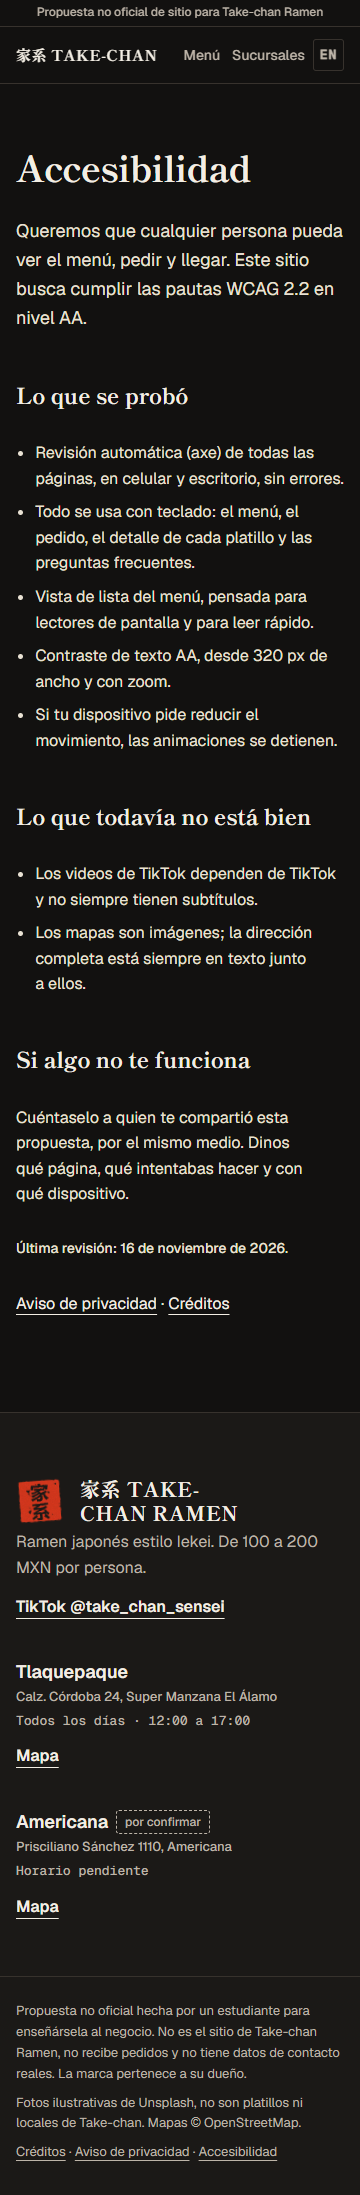 Propuesta no oficial de sitio para Take-chan Ramen
家系 TAKE-CHAN
Menú
Sucursales
EN
Accesibilidad
Queremos que cualquier persona pueda
ver el menú, pedir y llegar. Este sitio
busca cumplir las pautas WCAG 2.2 en
nivel AA.
Lo que se probó
• Revisión automática (axe) de todas las
páginas, en celular y escritorio, sin errores.
• Todo se usa con teclado: el menú, el
pedido, el detalle de cada platillo y las
preguntas frecuentes.
• Vista de lista del menú, pensada para
lectores de pantalla y para leer rápido.
• Contraste de texto AA, desde 320 px de
ancho y con zoom.
• Si tu dispositivo pide reducir el
movimiento, las animaciones se detienen.
Lo que todavía no está bien
• Los videos de TikTok dependen de TikTok
y no siempre tienen subtítulos.
• Los mapas son imágenes; la dirección
completa está siempre en texto junto
a ellos.
Si algo no te funciona
Cuéntaselo a quien te compartió esta
propuesta, por el mismo medio. Dinos
qué página, qué intentabas hacer y con
qué dispositivo.
Última revisión: 16 de noviembre de 2026.
Aviso de privacidad · Créditos
家系
家系 TAKE-
CHAN RAMEN
Ramen japonés estilo Iekei. De 100 a 200
MXN por persona.
TikTok @take_chan_sensei
Tlaquepaque
Calz. Córdoba 24, Super Manzana El Álamo
Todos los días · 12:00 a 17:00
Mapa
Americana por confirmar
Prisciliano Sánchez 1110, Americana
Horario pendiente
Mapa
Propuesta no oficial hecha por un estudiante para
enseñársela al negocio. No es el sitio de Take-chan
Ramen, no recibe pedidos y no tiene datos de contacto
reales. La marca pertenece a su dueño.
Fotos ilustrativas de Unsplash, no son platillos ni
locales de Take-chan. Mapas © OpenStreetMap.
Créditos · Aviso de privacidad · Accesibilidad